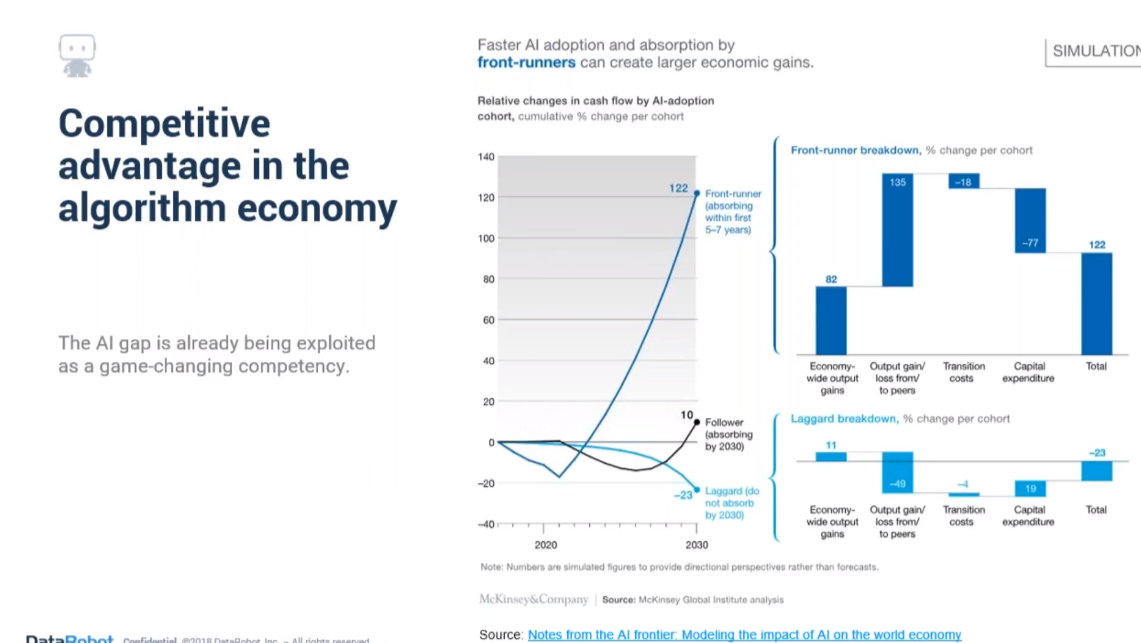 Competitive
advantage in the
algorithm economy
The AI gap is already being exploited
as a game-changing competency.
Faster AI adoption and absorption by
front-runners can create larger economic gains.
SIMULATION
Relative changes in cash flow by AI-adoption
cohort, cumulative % change per cohort
140
120
100
80
60
40
20
0
–20
–40
2020
2030
122
Front-runner
(absorbing
within first
5–7 years)
10
Follower
(absorbing
by 2030)
–23
Laggard (do
not absorb
by 2030)
Front-runner breakdown, % change per cohort
82
135
–18
–77
122
Economy-
wide output
gains
Output gain/
loss from/
to peers
Transition
costs
Capital
expenditure
Total
Laggard breakdown, % change per cohort
11
–49
–4
19
–23
Economy-
wide output
gains
Output gain/
loss from/
to peers
Transition
costs
Capital
expenditure
Total
Note: Numbers are simulated figures to provide directional perspectives rather than forecasts.
McKinsey&Company | Source: McKinsey Global Institute analysis
Source: Notes from the AI frontier: Modeling the impact of AI on the world economy
DataRobot Confidential. ©2018 DataRobot, Inc. – All rights reserved